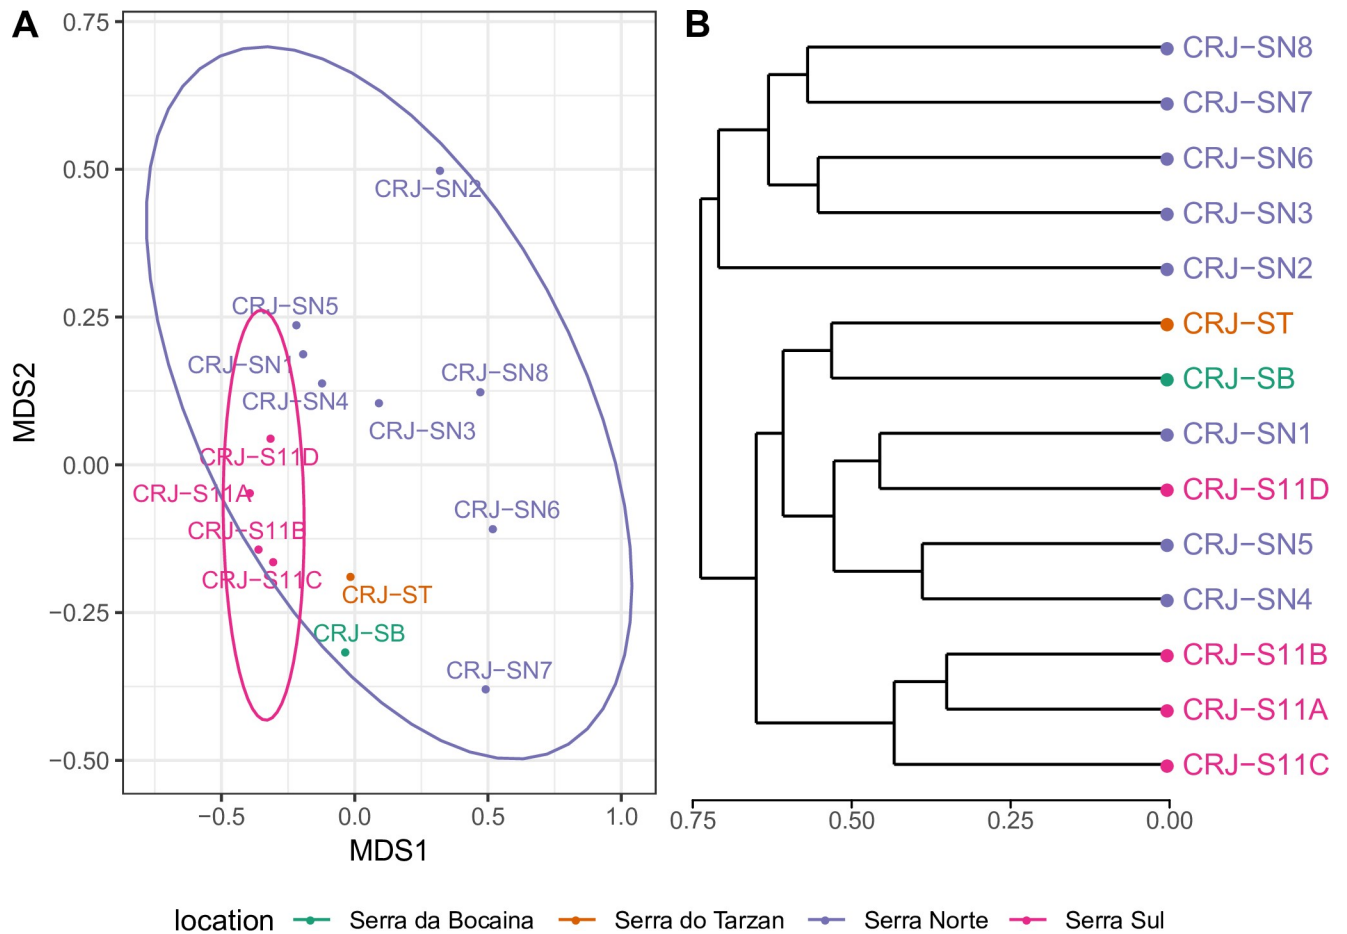 A
B
0.75
0.50
0.25
0.00
−0.25
−0.50
MDS2
CRJ−SN2
CRJ−SN5
CRJ−SN1
CRJ−SN4
CRJ−SN8
CRJ−SN3
CRJ−S11D
CRJ−S11A
CRJ−SN6
CRJ−S11B
CRJ−S11C
CRJ−ST
CRJ−SB
CRJ−SN7
−0.5
0.0
0.5
1.0
MDS1
CRJ−SN8
CRJ−SN7
CRJ−SN6
CRJ−SN3
CRJ−SN2
CRJ−ST
CRJ−SB
CRJ−SN1
CRJ−S11D
CRJ−SN5
CRJ−SN4
CRJ−S11B
CRJ−S11A
CRJ−S11C
0.75
0.50
0.25
0.00
location Serra da Bocaina Serra do Tarzan Serra Norte Serra Sul